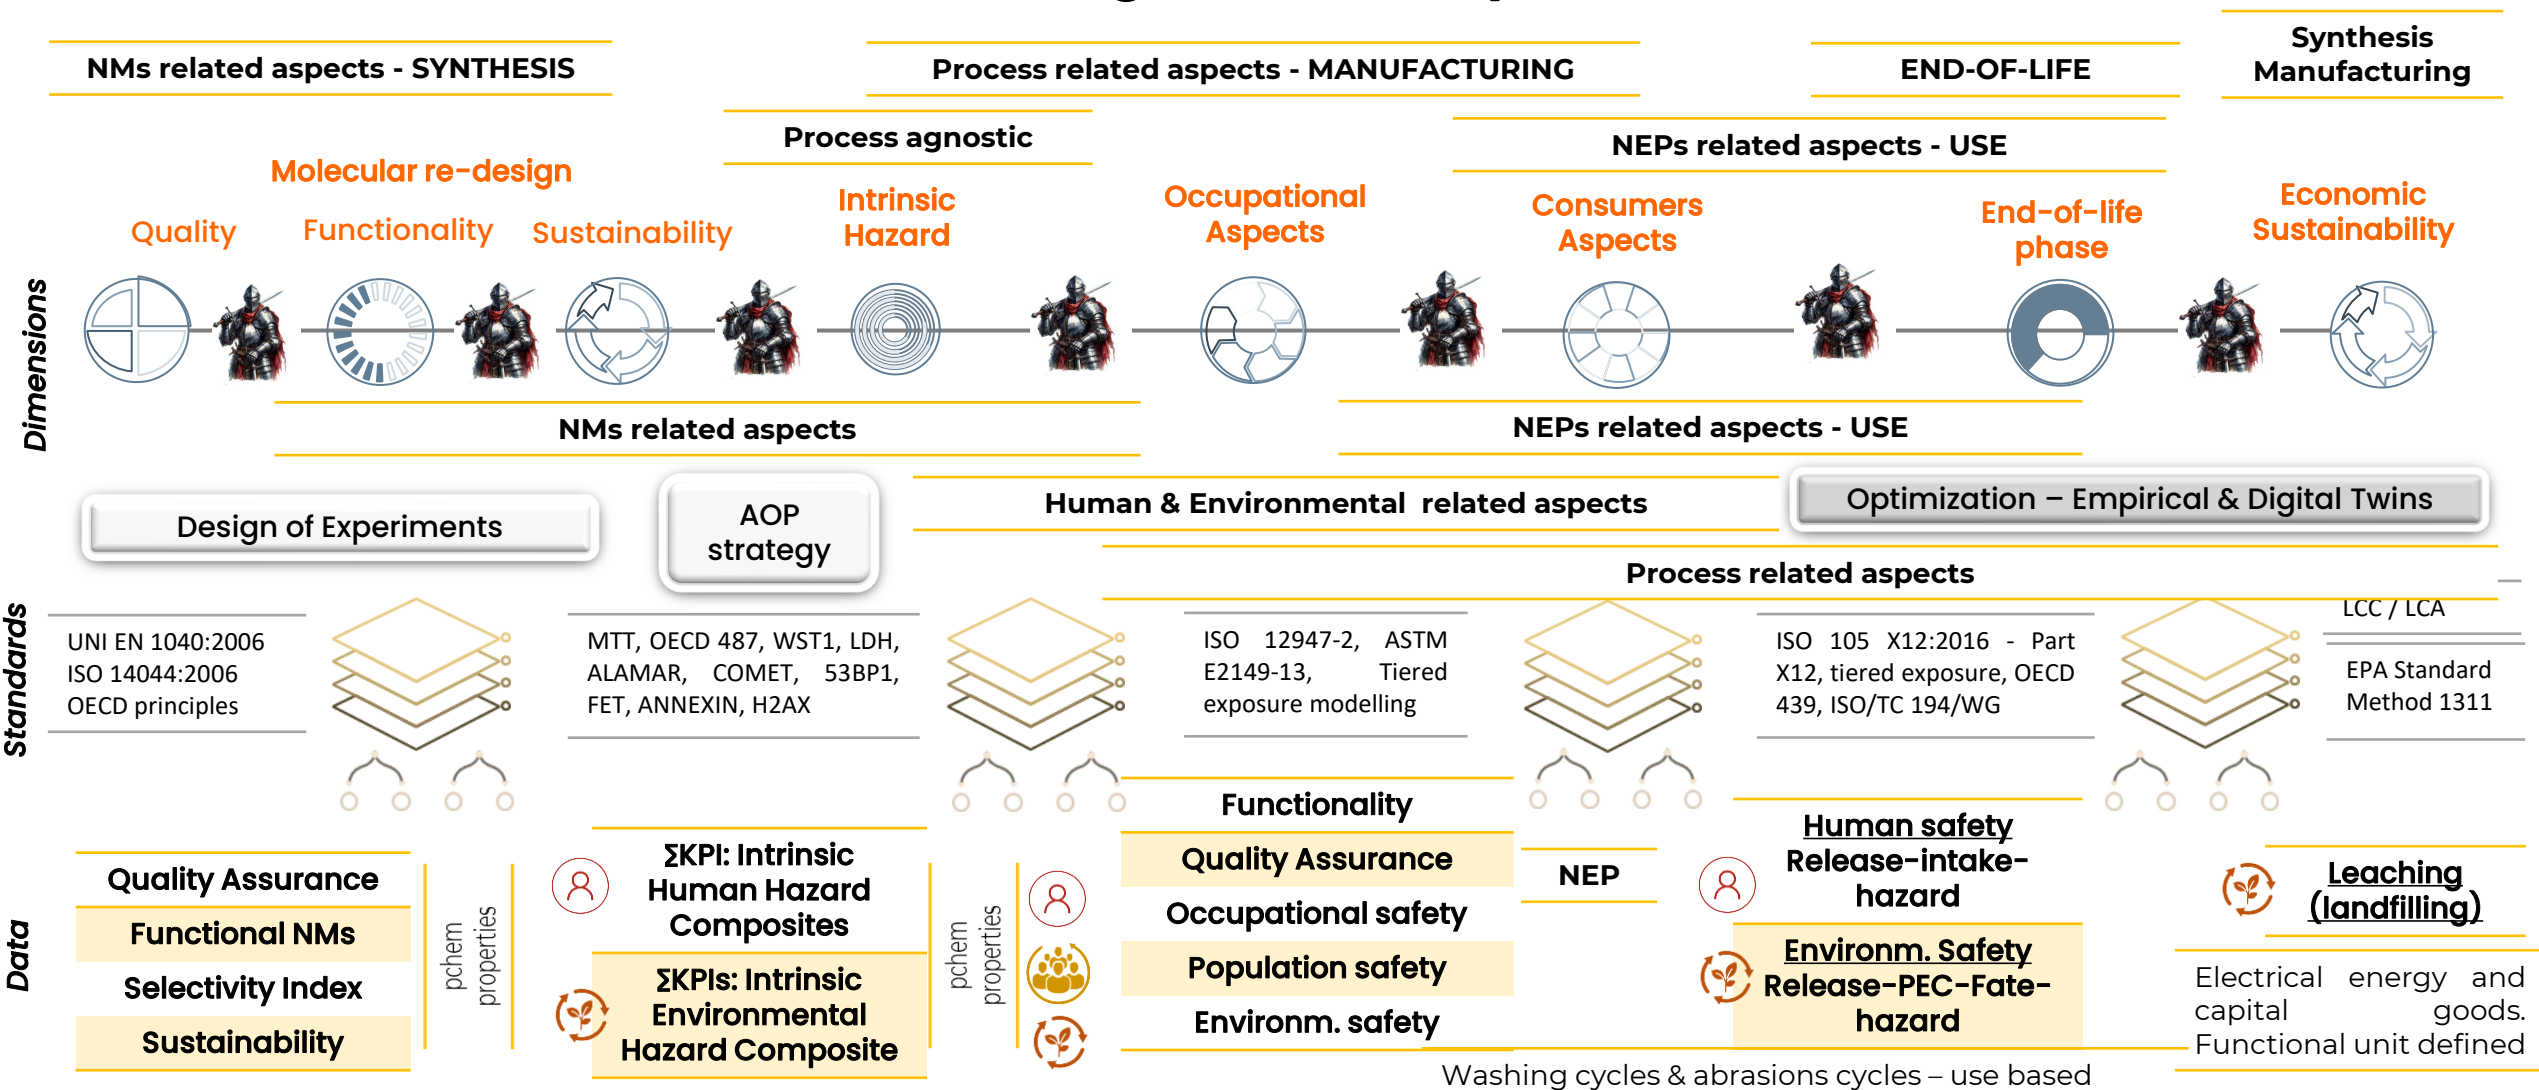 NMs related aspects - SYNTHESIS
Process related aspects - MANUFACTURING
END-OF-LIFE
Synthesis
Manufacturing
Process agnostic
NEPs related aspects - USE
Molecular re-design
Quality
Functionality
Sustainability
Intrinsic
Hazard
Occupational
Aspects
Consumers
Aspects
End-of-life
phase
Economic
Sustainability
Dimensions
NMs related aspects
NEPs related aspects - USE
Design of Experiments
AOP
strategy
Human & Environmental related aspects
Optimization – Empirical & Digital Twins
Process related aspects
Standards
UNI EN 1040:2006
ISO 14044:2006
OECD principles
MTT, OECD 487, WST1, LDH,
ALAMAR, COMET, 53BP1,
FET, ANNEXIN, H2AX
ISO 12947-2, ASTM
E2149-13, Tiered
exposure modelling
ISO 105 X12:2016 - Part
X12, tiered exposure, OECD
439, ISO/TC 194/WG
LCC / LCA
EPA Standard
Method 1311
Data
Quality Assurance
Functional NMs
Selectivity Index
Sustainability
pchem
properties
ΣKPI: Intrinsic
Human Hazard
Composites
ΣKPIs: Intrinsic
Environmental
Hazard Composite
pchem
properties
Functionality
Quality Assurance
Occupational safety
Population safety
Environm. safety
NEP
Human safety
Release-intake-
hazard
Environm. Safety
Release-PEC-Fate-
hazard
Leaching
(landfilling)
Electrical energy and
capital goods.
Functional unit defined
Washing cycles & abrasions cycles – use based